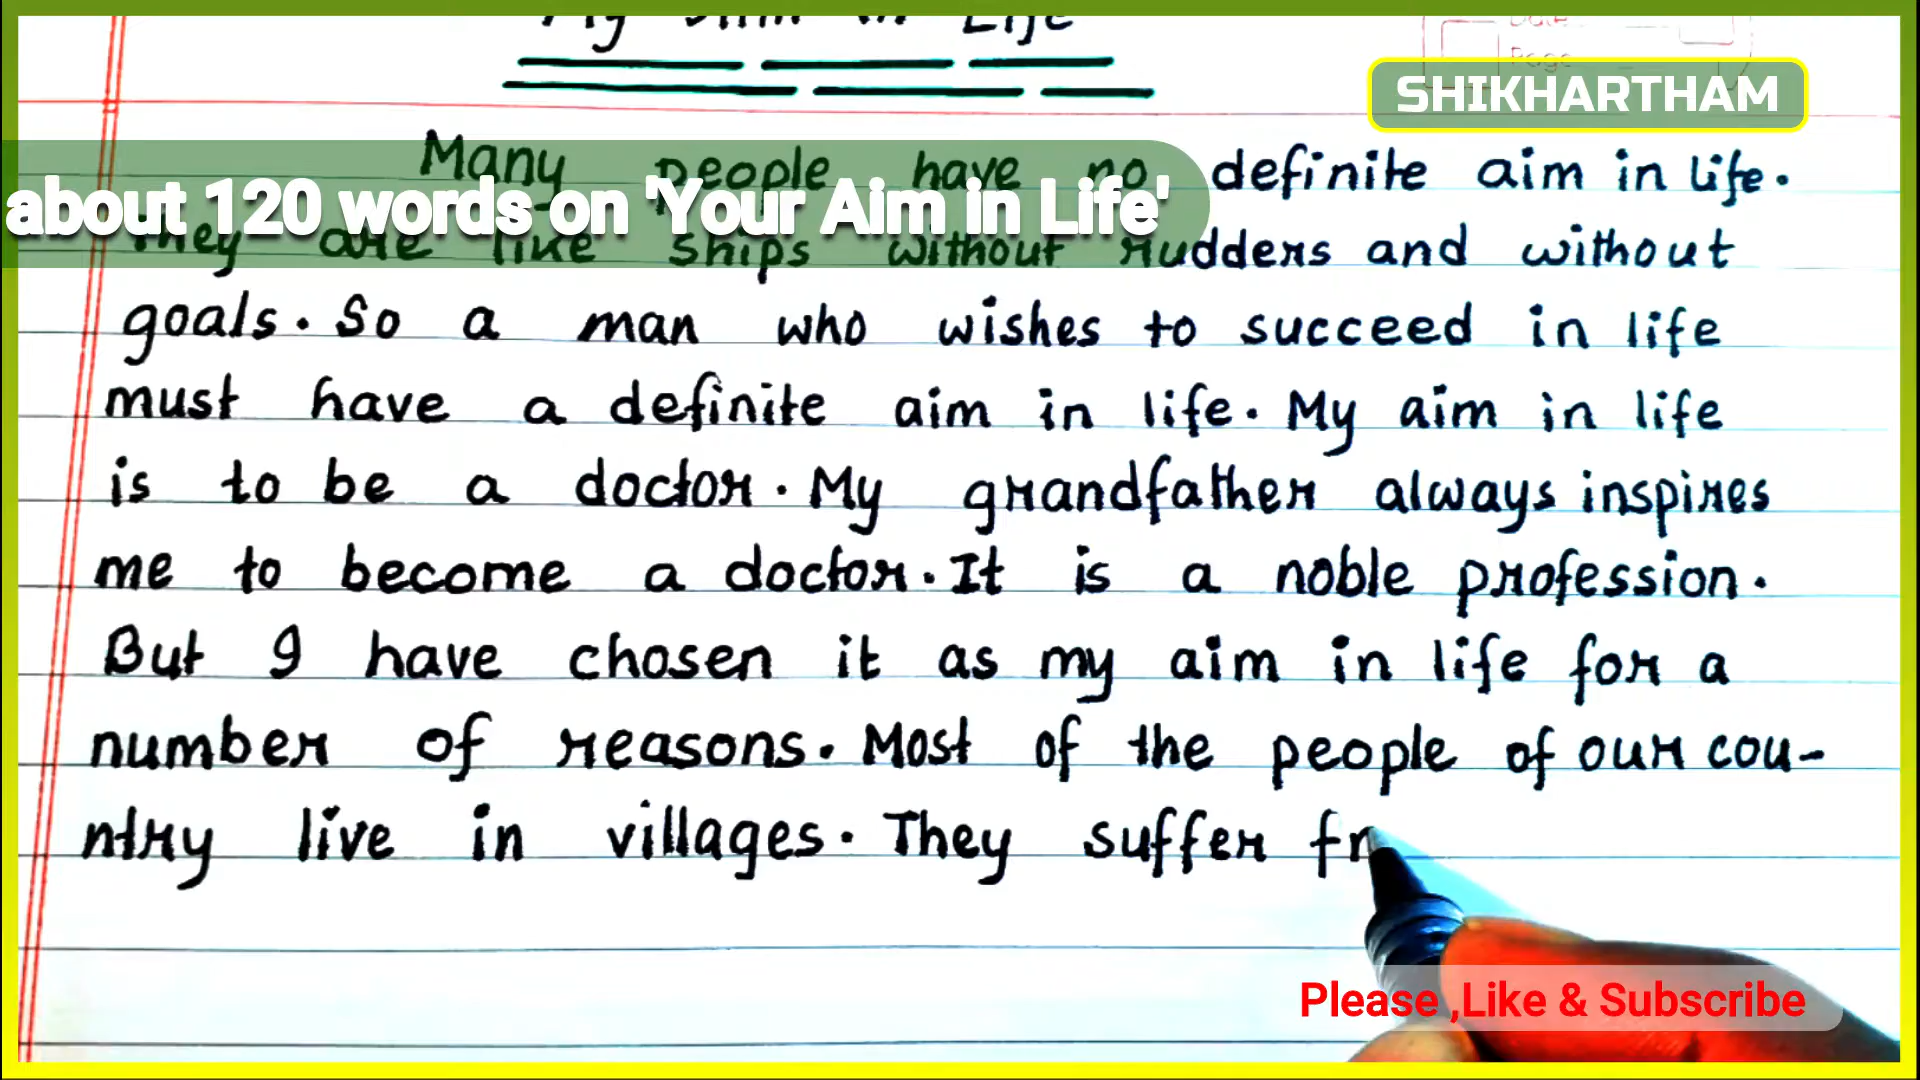 My Aim in Life
SHIKHARTHAM
Many people have no definite aim in life.
about 120 words on 'Your Aim in Life'
They are like ships without rudders and without
goals. So a man who wishes to succeed in life
must have a definite aim in life. My aim in life
is to be a doctor. My grandfather always inspires
me to become a doctor. It is a noble profession.
But I have chosen it as my aim in life for a
number of reasons. Most of the people of our cou-
ntry live in villages. They suffer fr
Please ,Like & Subscribe